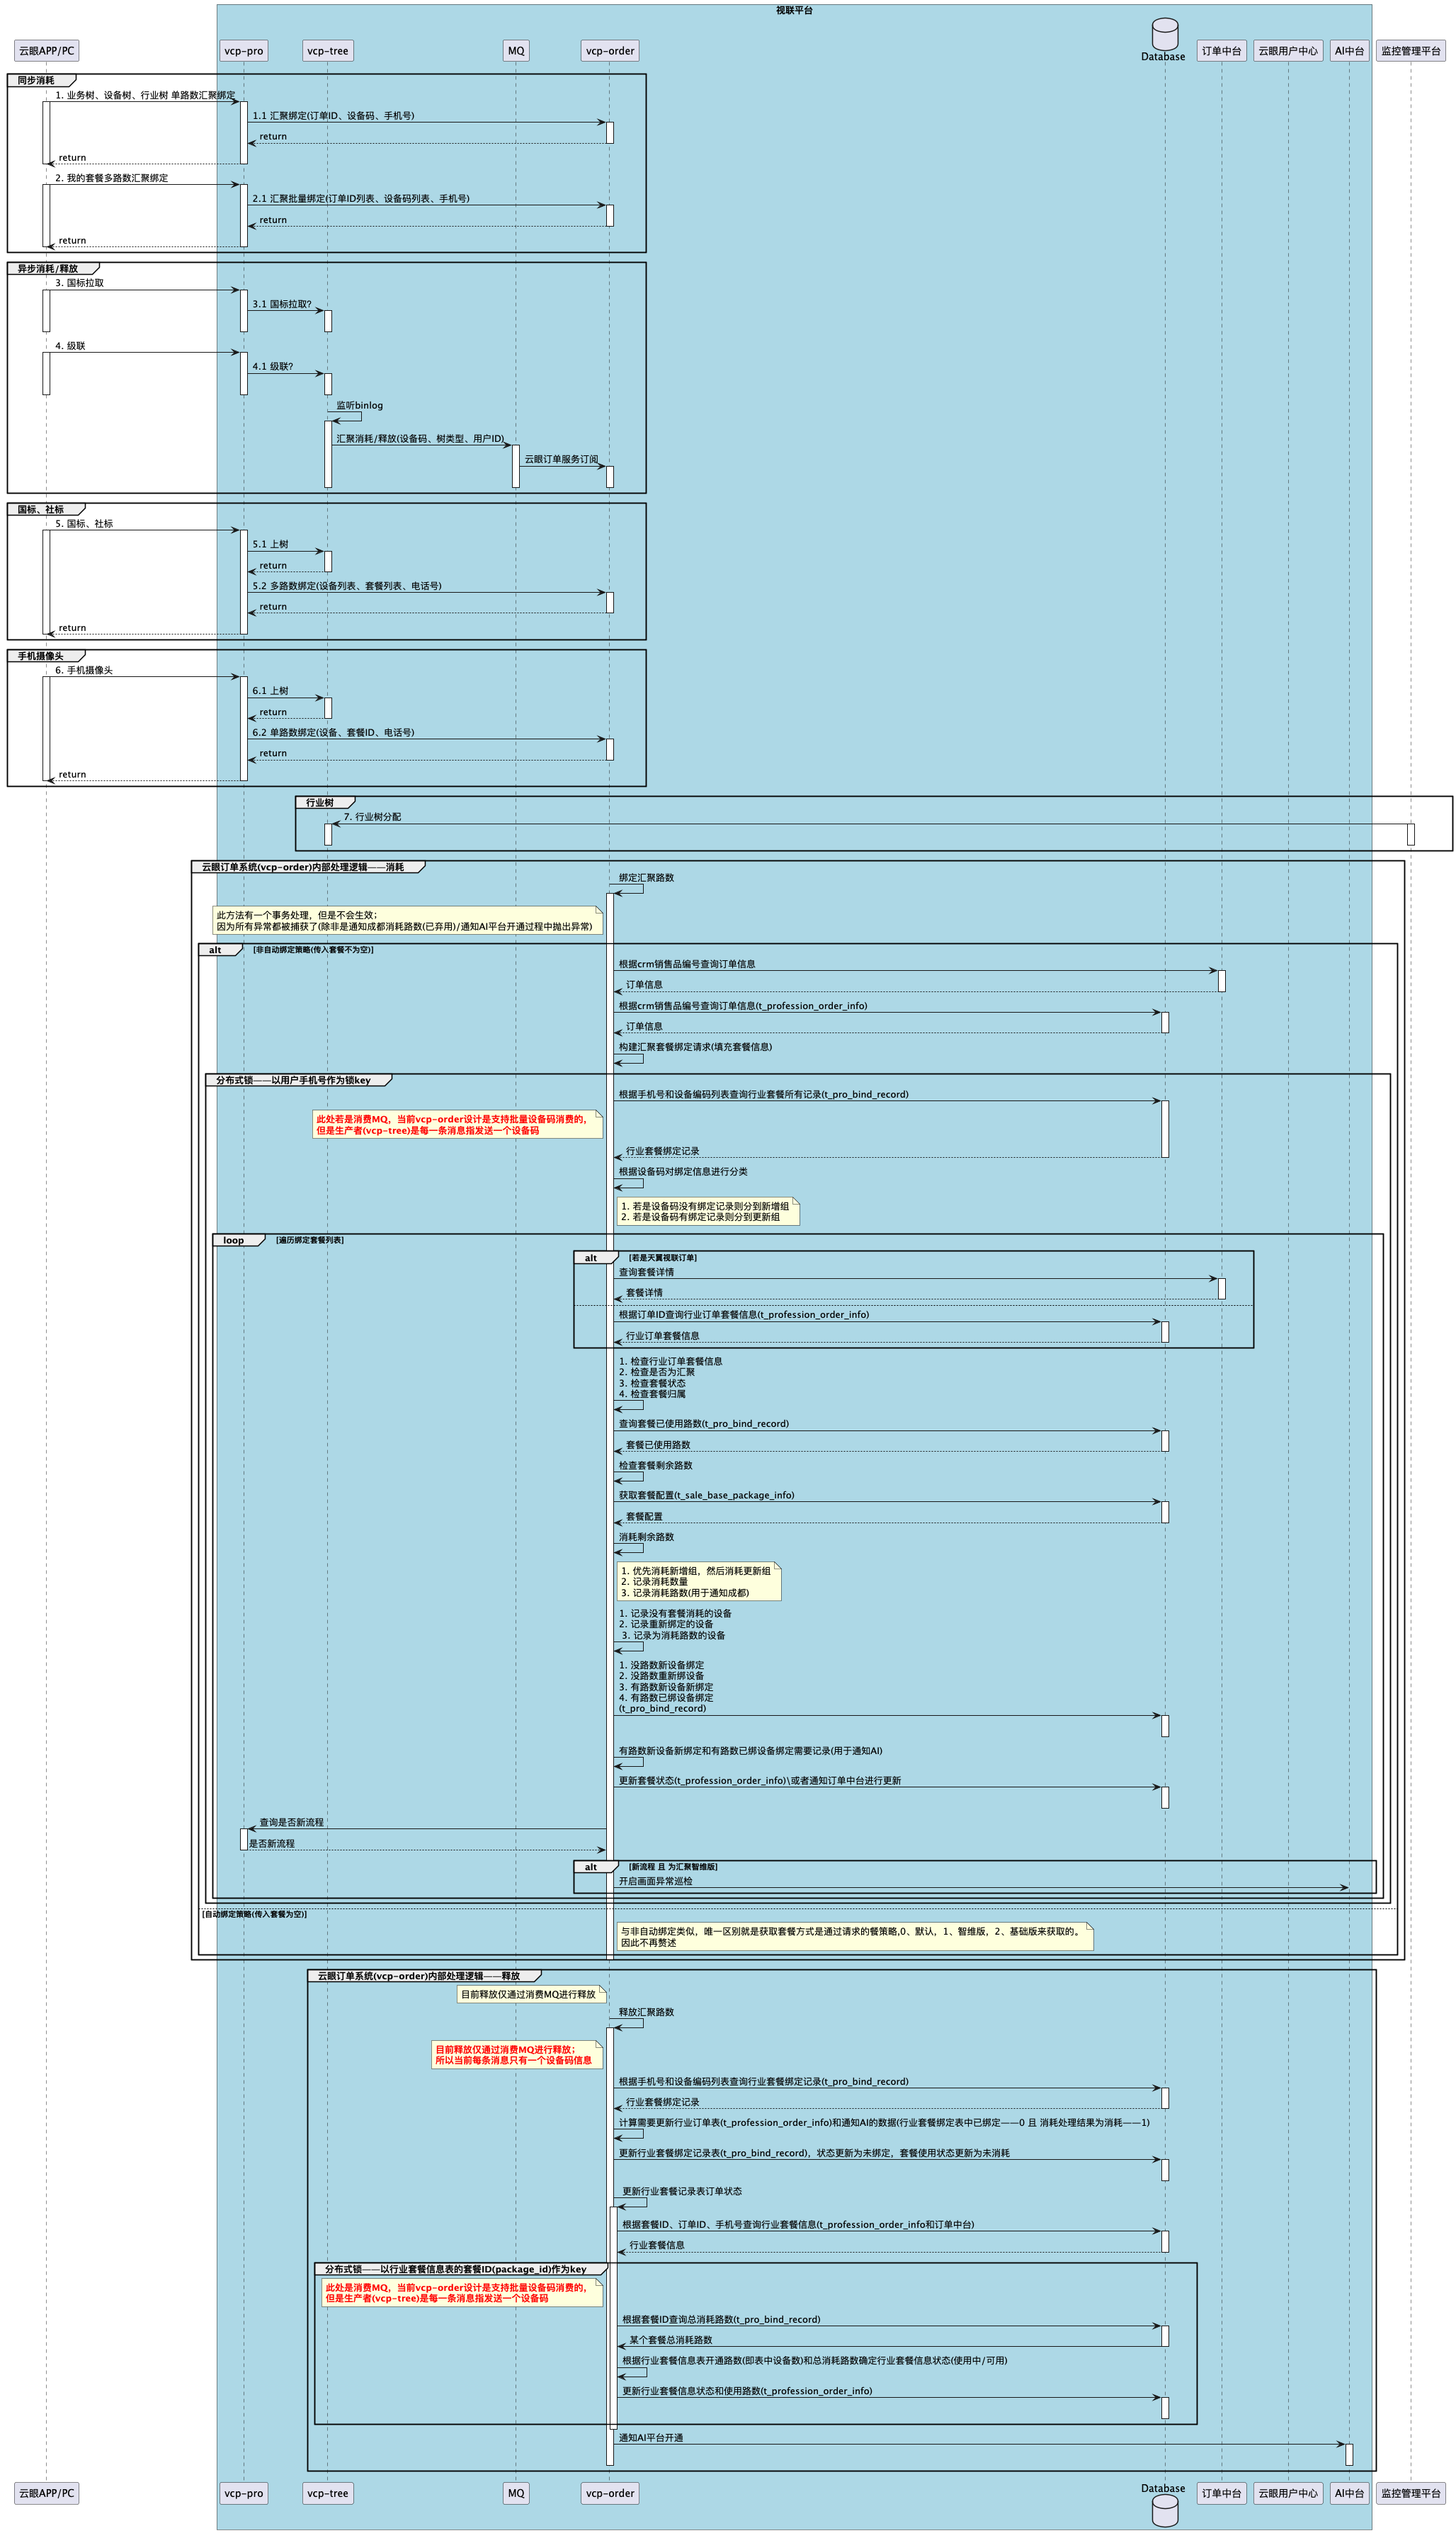 视联平台
云眼APP/PC
vcp-pro
vcp-tree
MQ
vcp-order
Database
订单中台
云眼用户中心
AI中台
监控管理平台
同步消耗
1. 业务树、设备树、行业树 单路数汇聚绑定
1.1 汇聚绑定(订单ID、设备码、手机号)
return
return
2. 我的套餐多路数汇聚绑定
2.1 汇聚批量绑定(订单ID列表、设备码列表、手机号)
return
return
异步消耗/释放
3. 国标拉取
3.1 国标拉取?
4. 级联
4.1 级联?
监听binlog
汇聚消耗/释放(设备码、树类型、用户ID)
云眼订单服务订阅
国标、社标
5. 国标、社标
5.1 上树
return
5.2 多路数绑定(设备列表、套餐列表、电话号)
return
return
手机摄像头
6. 手机摄像头
6.1 上树
return
6.2 单路数绑定(设备、套餐ID、电话号)
return
return
行业树
7. 行业树分配
云眼订单系统(vcp-order)内部处理逻辑——消耗
绑定汇聚路数
此方法有一个事务处理，但是不会生效；
因为所有异常都被捕获了(除非是通知成都消耗路数(已弃用)/通知AI平台开通过程中抛出异常)
alt [非自动绑定策略(传入套餐不为空)]
根据crm销售品编号查询订单信息
订单信息
根据crm销售品编号查询订单信息(t_profession_order_info)
订单信息
构建汇聚套餐绑定请求(填充套餐信息)
分布式锁——以用户手机号作为锁key
根据手机号和设备编码列表查询行业套餐所有记录(t_pro_bind_record)
此处若是消费MQ，当前vcp-order设计是支持批量设备码消费的，
但是生产者(vcp-tree)是每一条消息指发送一个设备码
行业套餐绑定记录
根据设备码对绑定信息进行分类
1. 若是设备码没有绑定记录则分到新增组
2. 若是设备码有绑定记录则分到更新组
loop [遍历绑定套餐列表]
alt [若是天翼视联订单]
查询套餐详情
套餐详情
根据订单ID查询行业订单套餐信息(t_profession_order_info)
行业订单套餐信息
1. 检查行业订单套餐信息
2. 检查是否为汇聚
3. 检查套餐状态
4. 检查套餐归属
查询套餐已使用路数(t_pro_bind_record)
套餐已使用路数
检查套餐剩余路数
获取套餐配置(t_sale_base_package_info)
套餐配置
消耗剩余路数
1. 优先消耗新增组，然后消耗更新组
2. 记录消耗数量
3. 记录消耗路数(用于通知成都)
1. 记录没有套餐消耗的设备
2. 记录重新绑定的设备
3. 记录为消耗路数的设备
1. 没路数新设备绑定
2. 没路数重新绑设备
3. 有路数新设备新绑定
4. 有路数已绑设备绑定
(t_pro_bind_record)
有路数新设备新绑定和有路数已绑设备绑定需要记录(用于通知AI)
更新套餐状态(t_profession_order_info)\或者通知订单中台进行更新
查询是否新流程
是否新流程
alt [新流程 且 为汇聚智维版]
开启画面异常巡检
[自动绑定策略(传入套餐为空)]
与非自动绑定类似，唯一区别就是获取套餐方式是通过请求的餐策略,0、默认，1、智维版，2、基础版来获取的。
因此不再赘述
云眼订单系统(vcp-order)内部处理逻辑——释放
目前释放仅通过消费MQ进行释放
释放汇聚路数
目前释放仅通过消费MQ进行释放；
所以当前每条消息只有一个设备码信息
根据手机号和设备编码列表查询行业套餐绑定记录(t_pro_bind_record)
行业套餐绑定记录
计算需要更新行业订单表(t_profession_order_info)和通知AI的数据(行业套餐绑定表中已绑定——0 且 消耗处理结果为消耗——1)
更新行业套餐绑定记录表(t_pro_bind_record)，状态更新为未绑定，套餐使用状态更新为未消耗
更新行业套餐记录表订单状态
根据套餐ID、订单ID、手机号查询行业套餐信息(t_profession_order_info和订单中台)
行业套餐信息
分布式锁——以行业套餐信息表的套餐ID(package_id)作为key
此处是消费MQ，当前vcp-order设计是支持批量设备码消费的，
但是生产者(vcp-tree)是每一条消息指发送一个设备码
根据套餐ID查询总消耗路数(t_pro_bind_record)
某个套餐总消耗路数
根据行业套餐信息表开通路数(即表中设备数)和总消耗路数确定行业套餐信息状态(使用中/可用)
更新行业套餐信息状态和使用路数(t_profession_order_info)
通知AI平台开通
云眼APP/PC
vcp-pro
vcp-tree
MQ
vcp-order
Database
订单中台
云眼用户中心
AI中台
监控管理平台